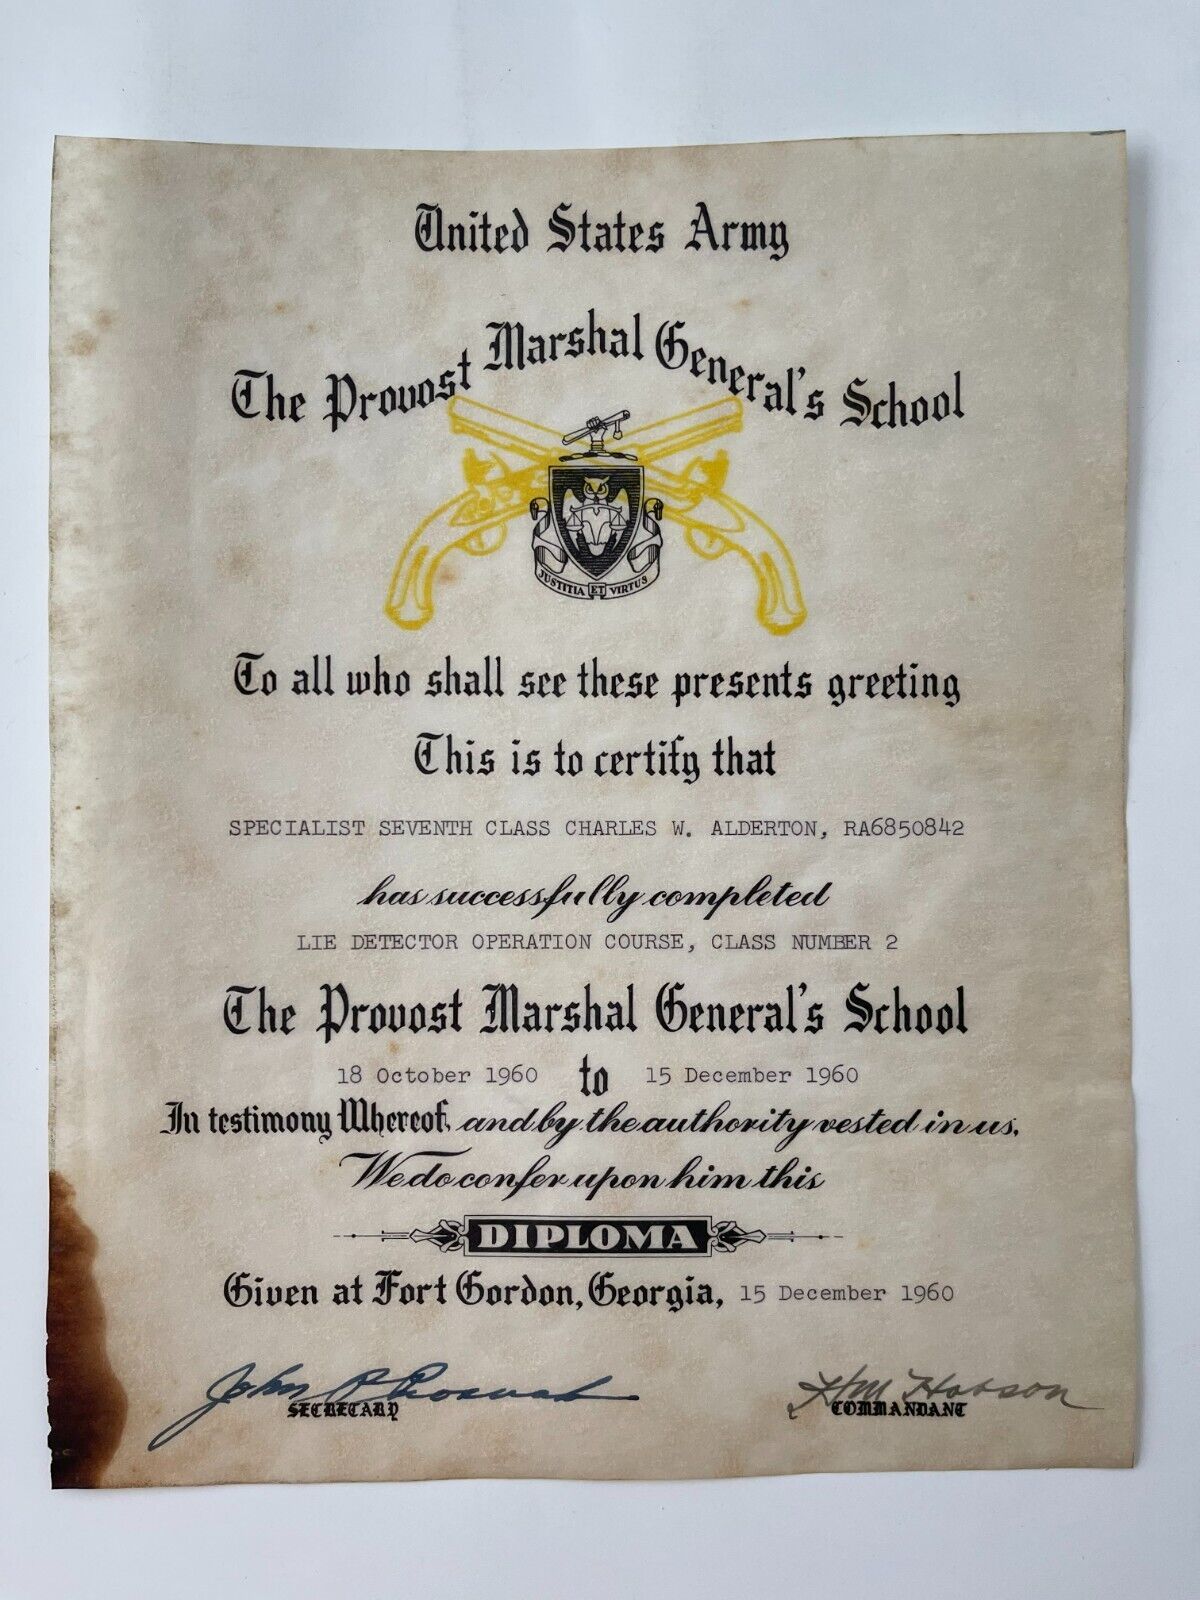 United States Army
The Provost Marshal General's School
JUSTITIA ET VIRTUS
To all who shall see these presents greeting
This is to certify that
SPECIALIST SEVENTH CLASS CHARLES W. ALDERTON, RA6850842
has successfully completed
LIE DETECTOR OPERATION COURSE, CLASS NUMBER 2
The Provost Marshal General's School
18 October 1960 to 15 December 1960
In testimony Whereof, and by the authority vested in us,
We do confer upon him this
DIPLOMA
Given at Fort Gordon, Georgia, 15 December 1960
John HM Hobson
SECRETARY COMMANDANT